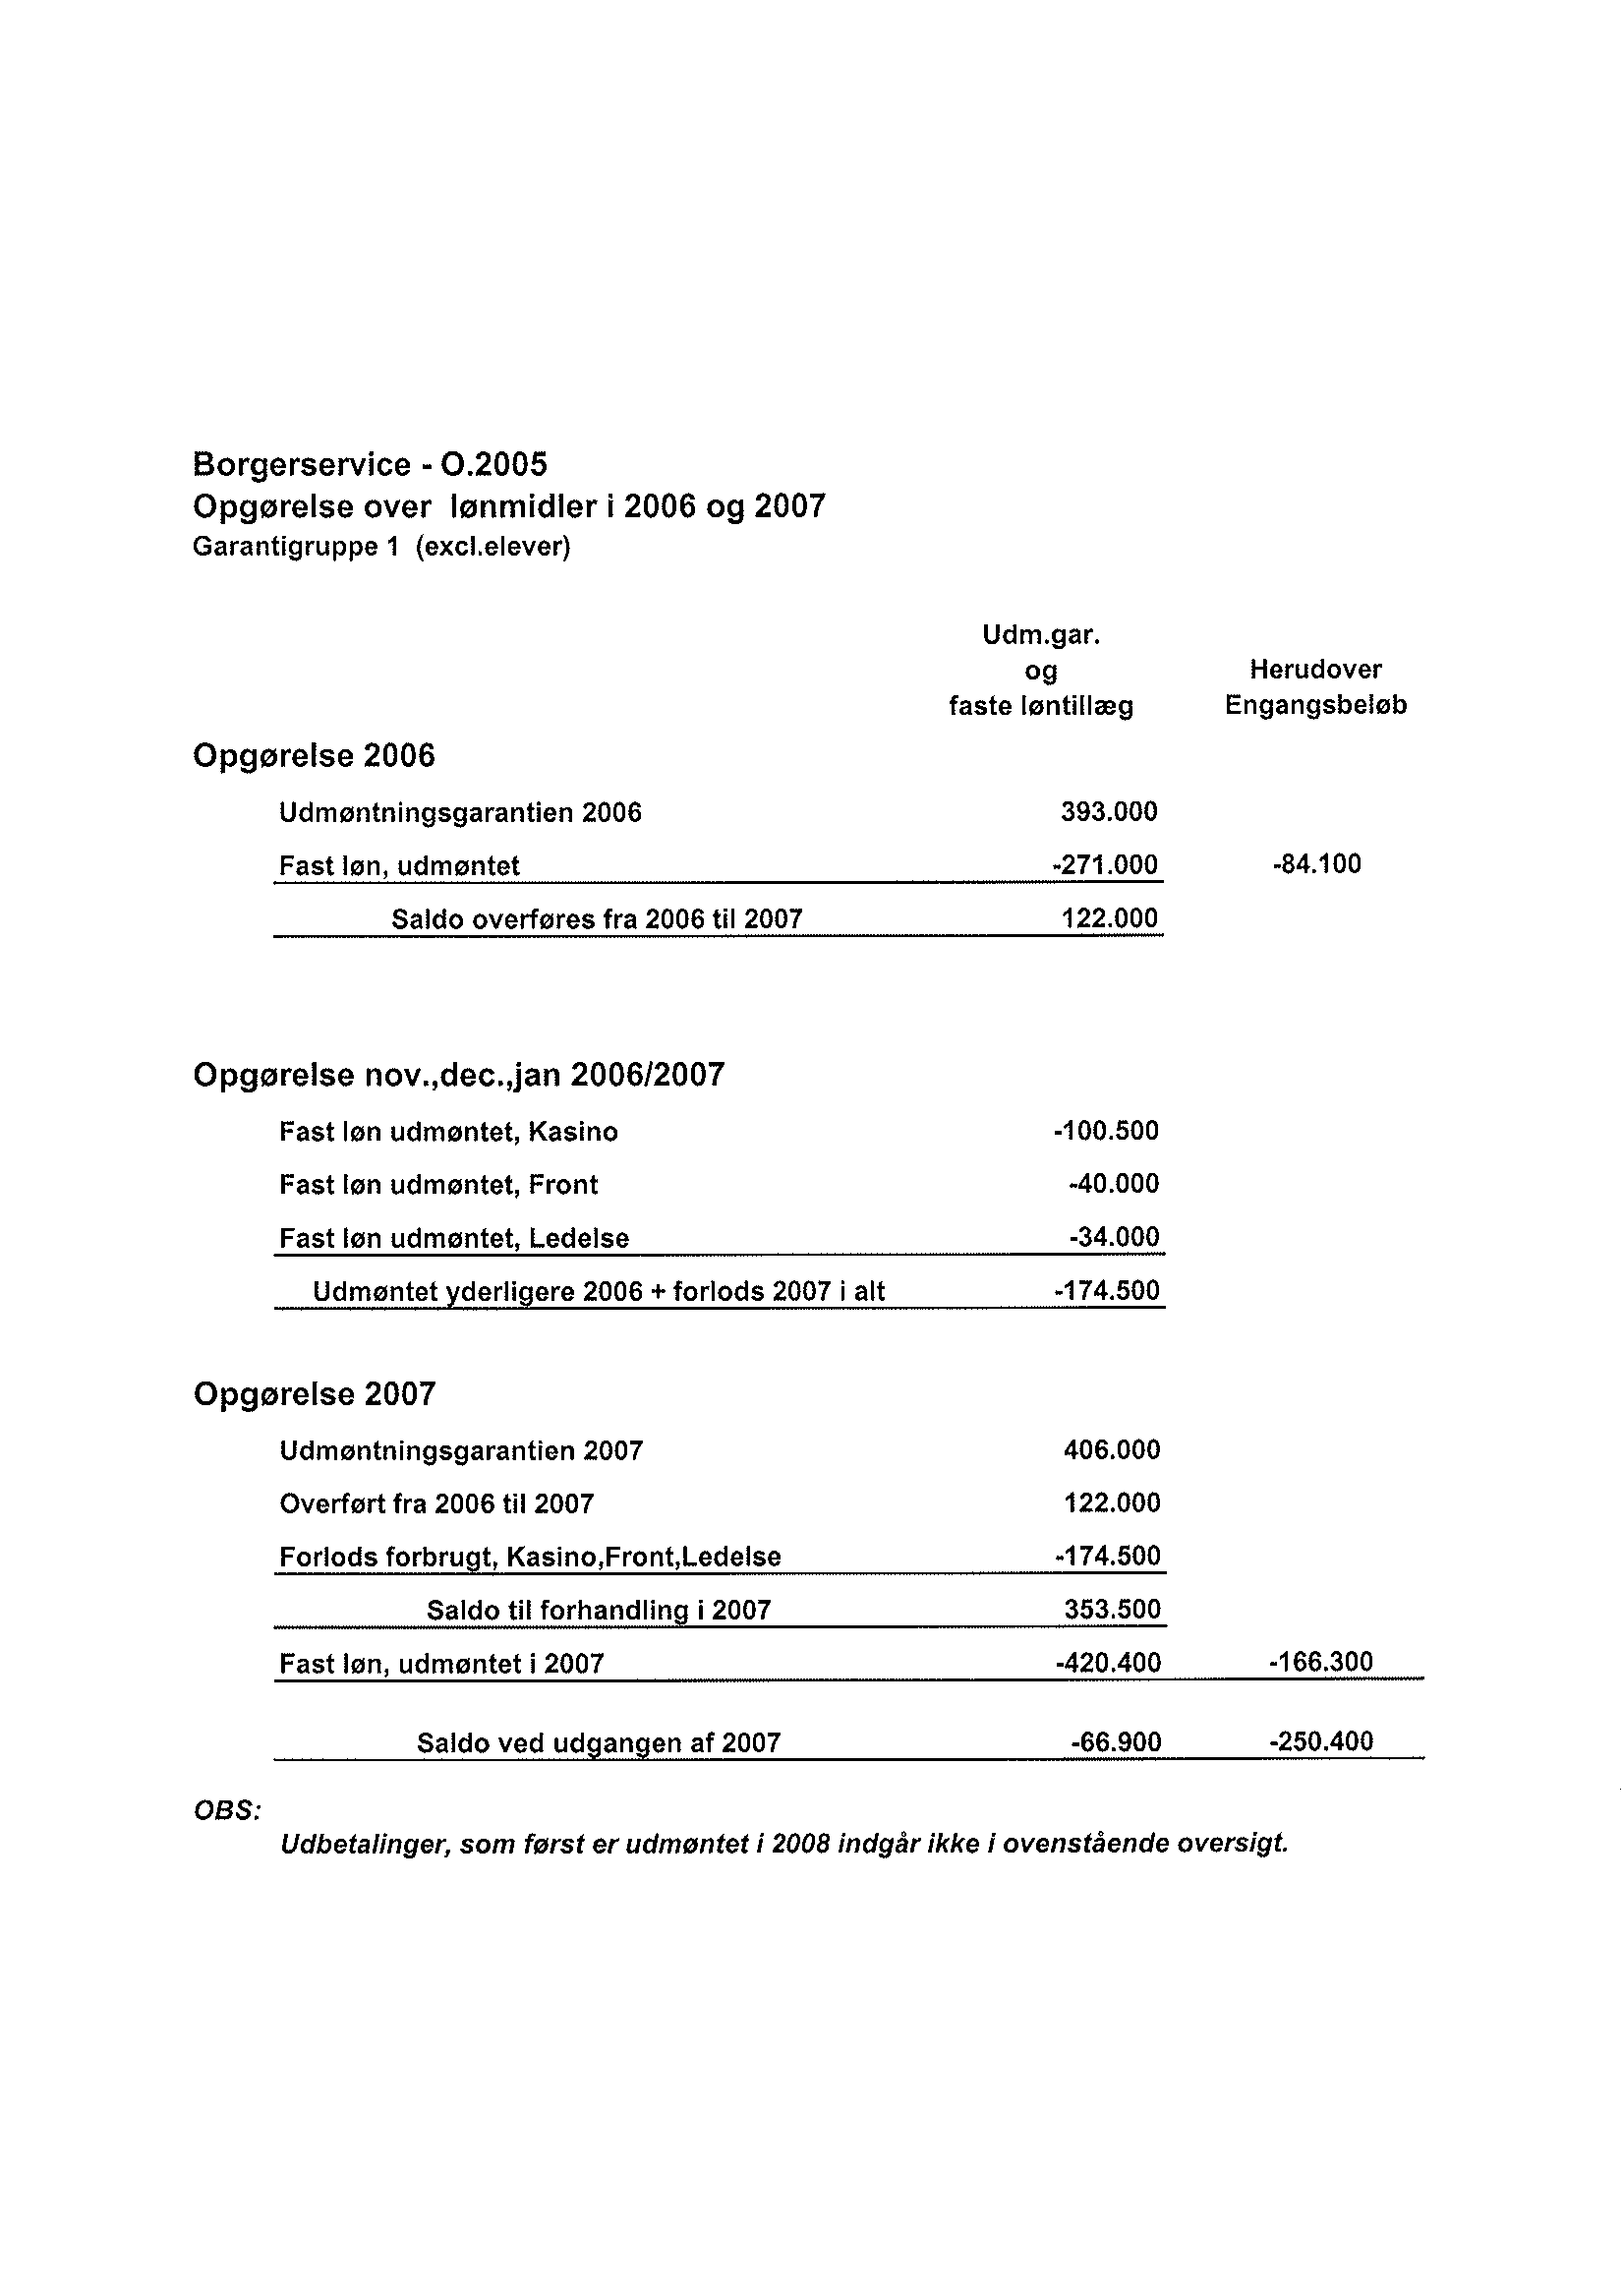 Borgerservice - O.2005
Opgørelse over lønmidler i 2006 og 2007
Garantigruppe 1 (excl.elever)
Udm.gar.
og Herudover
faste løntillæg Engangsbeløb
Opgørelse 2006
Udmøntningsgarantien 2006 393.000
Fast løn, udmøntet -271.000 -84.100
Saldo overføres fra 2006 til 2007 122.000
Opgørelse nov.,dec.,jan 2006/2007
Fast løn udmøntet, Kasino -100.500
Fast løn udmøntet, Front -40.000
Fast løn udmøntet, Ledelse -34.000
Udmøntet yderligere 2006 + forlods 2007 i alt -174.500
Opgørelse 2007
Udmøntningsgarantien 2007 406.000
Overført fra 2006 til 2007 122.000
Forlods forbrugt, Kasino,Front,Ledelse -174.500
Saldo til forhandling i 2007 353.500
Fast løn, udmøntet i 2007 -420.400 -166.300
Saldo ved udgangen af 2007 -66.900 -250.400
OBS:
Udbetalinger, som først er udmøntet i 2008 indgår ikke i ovenstående oversigt.